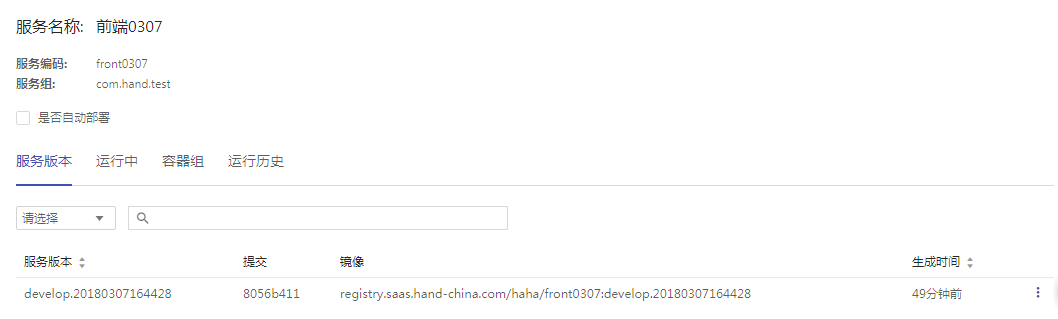 服务名称: 前端0307
服务编码: front0307
服务组: com.hand.test
是否自动部署
服务版本 运行中 容器组 运行历史
请选择
服务版本 提交 镜像 生成时间
develop.20180307164428 8056b411 registry.saas.hand-china.com/haha/front0307:develop.20180307164428 49分钟前